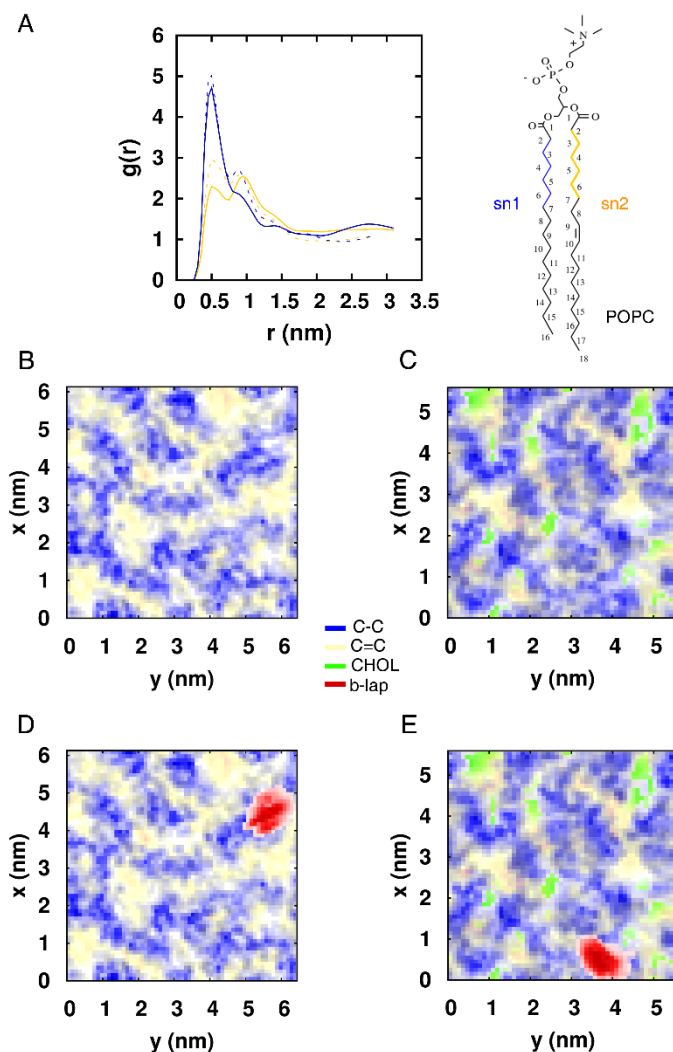 A
g(r)
6
5
4
3
2
1
0
0 0.5 1 1.5 2 2.5 3 3.5
r (nm)
N
+
O
O
P
-
O
O
O
O
O
O
1
1
2
2
3
3
4
4
5
5
6
6
7
7
8
8
9
9
10
10
11
11
12
12
13
13
14
14
15
15
16
16
17
18
sn1
sn2
POPC
B
x (nm)
6
5
4
3
2
1
0
0 1 2 3 4 5 6
y (nm)
C
x (nm)
5
4
3
2
1
0
0 1 2 3 4 5
y (nm)
C-C
C=C
CHOL
b-lap
D
x (nm)
6
5
4
3
2
1
0
0 1 2 3 4 5 6
y (nm)
E
x (nm)
5
4
3
2
1
0
0 1 2 3 4 5
y (nm)